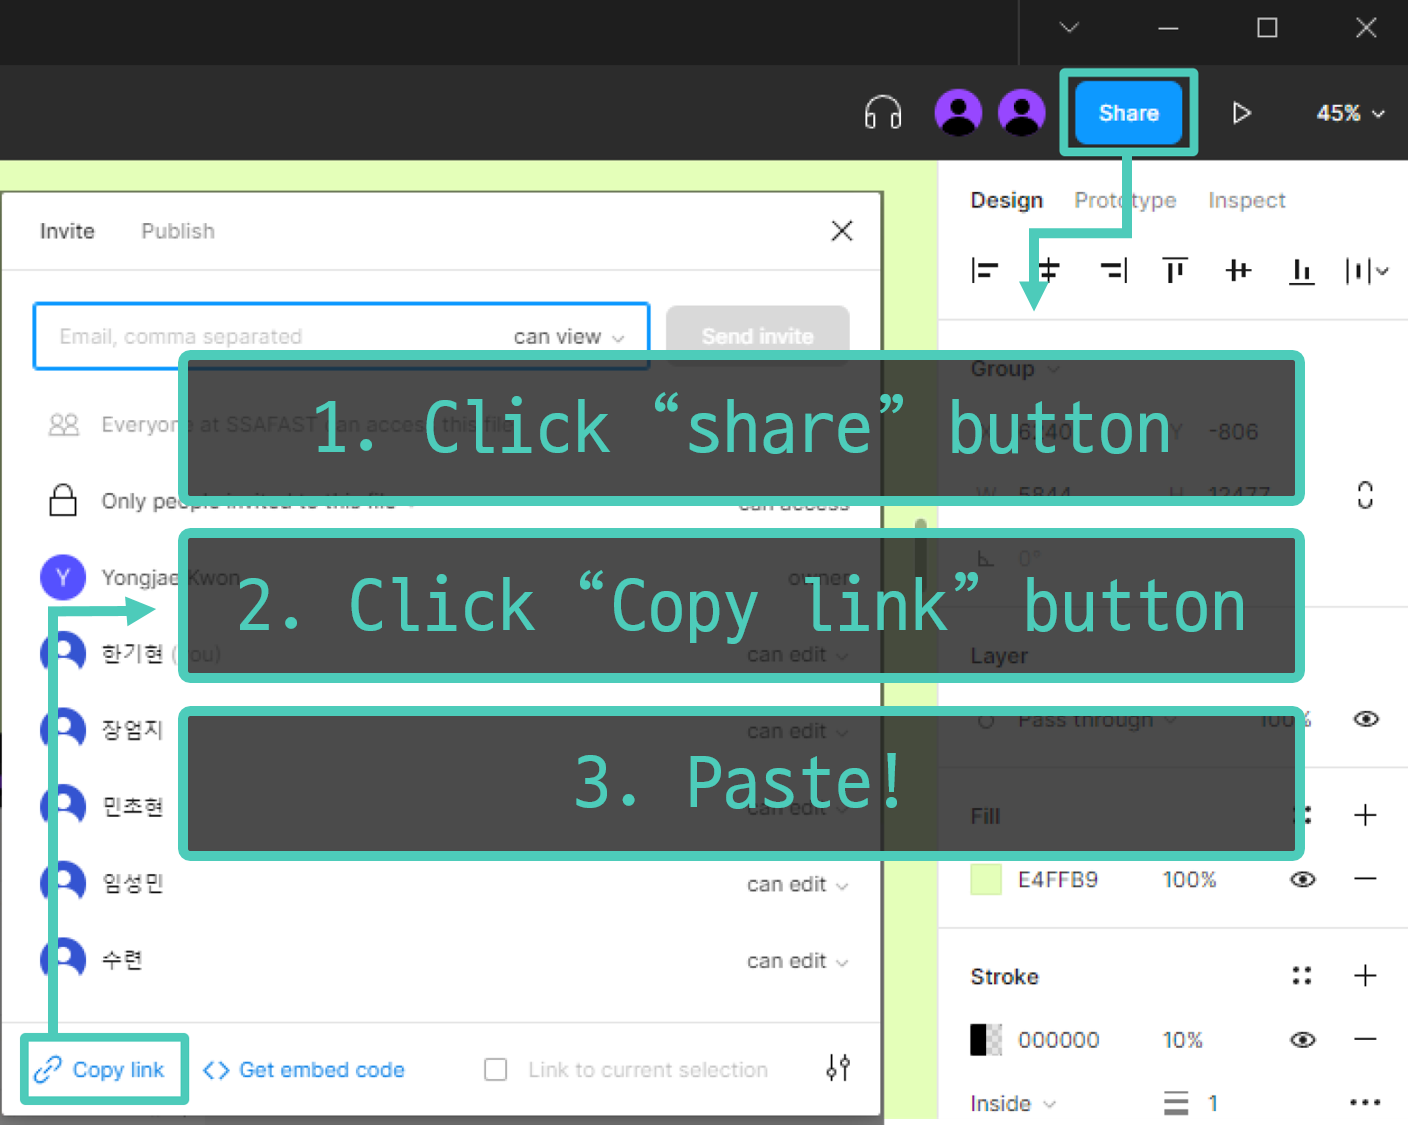 Share
45%
Design Prototype Inspect
Invite Publish
Email, comma separated can view Send invite
Group
1. Click “share” button
Everyone at SSAFAST can access this file
6240 Y -806
Only people invited to this file can access
W 5844 H 12477
0°
Yongjae Kwon owner
2. Click “Copy link” button
한기현 (you) can edit
Layer
장엄지 can edit
Pass through 100%
3. Paste!
민초현 can edit
Fill
임성민 can edit
E4FFB9 100%
수련 can edit
Stroke
000000 10%
Copy link Get embed code Link to current selection
Inside 1